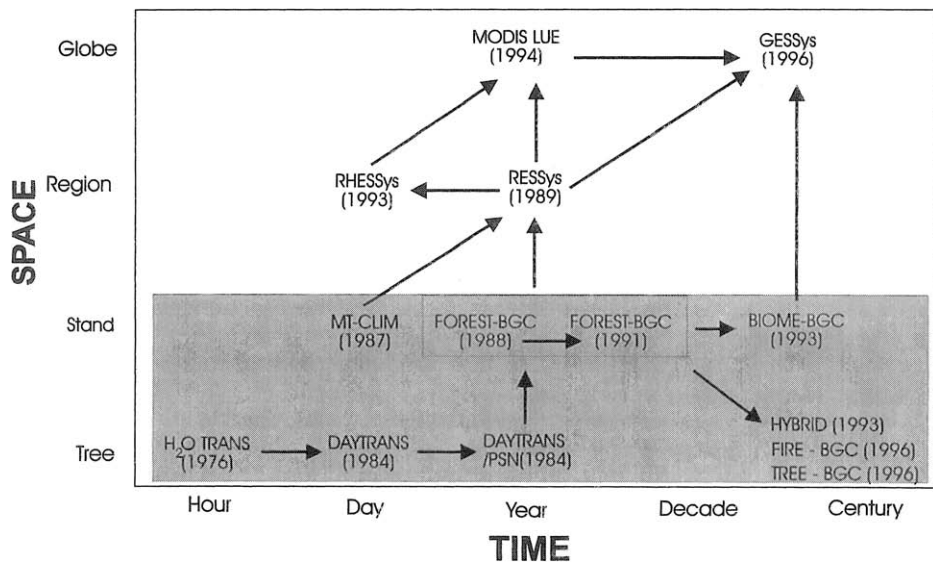 Globe
MODIS LUE
(1994)
GESSys
(1996)
SPACE
Region
RHESSys
(1993)
RESSys
(1989)
Stand
MT-CLIM
(1987)
FOREST-BGC
(1988)
FOREST-BGC
(1991)
BIOME-BGC
(1993)
Tree
H₂O TRANS
(1976)
DAYTRANS
(1984)
DAYTRANS
/PSN(1984)
HYBRID (1993)
FIRE - BGC (1996)
TREE - BGC (1996)
Hour
Day
Year
Decade
Century
TIME